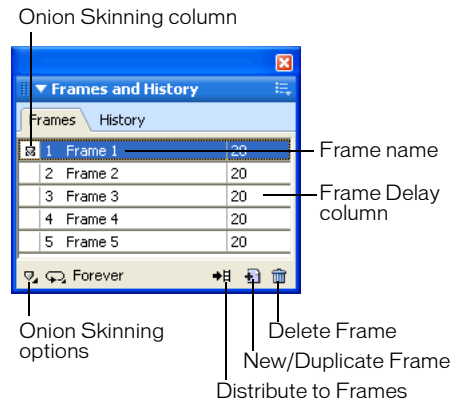 Onion Skinning column
Frames and History
Frames History
1 Frame 1 20
2 Frame 2 20
3 Frame 3 20
4 Frame 4 20
5 Frame 5 20
Forever
Frame name
Frame Delay
column
Onion Skinning
options
Delete Frame
New/Duplicate Frame
Distribute to Frames